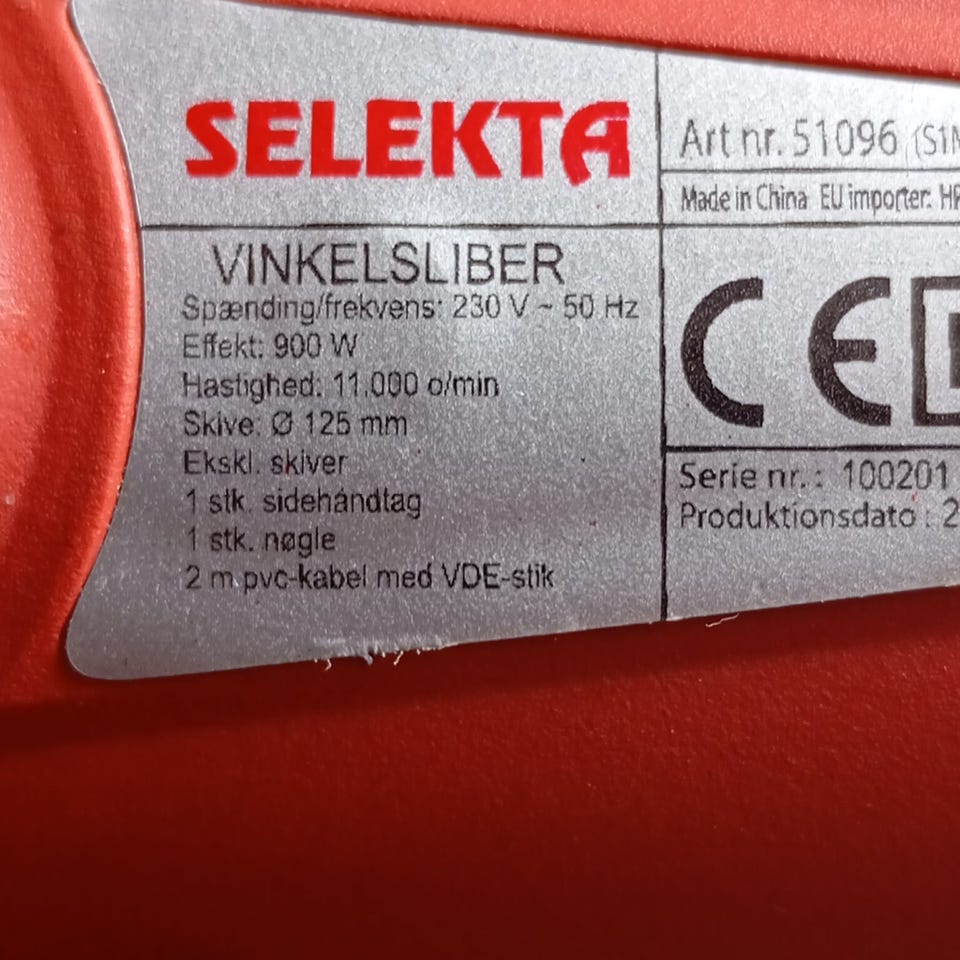 SELEKTA
VINKELSLIBER
Spænding/frekvens: 230 V ~ 50 Hz
Effekt: 900 W
Hastighed: 11.000 o/min
Skive: Ø 125 mm
Ekskl. skiver
1 stk. sidehåndtag
1 stk. nøgle
2 m pvc-kabel med VDE-stik
Art nr. 51096
Made in China EU importer:
CE
Serie nr.: 100201
Produktionsdato : 2